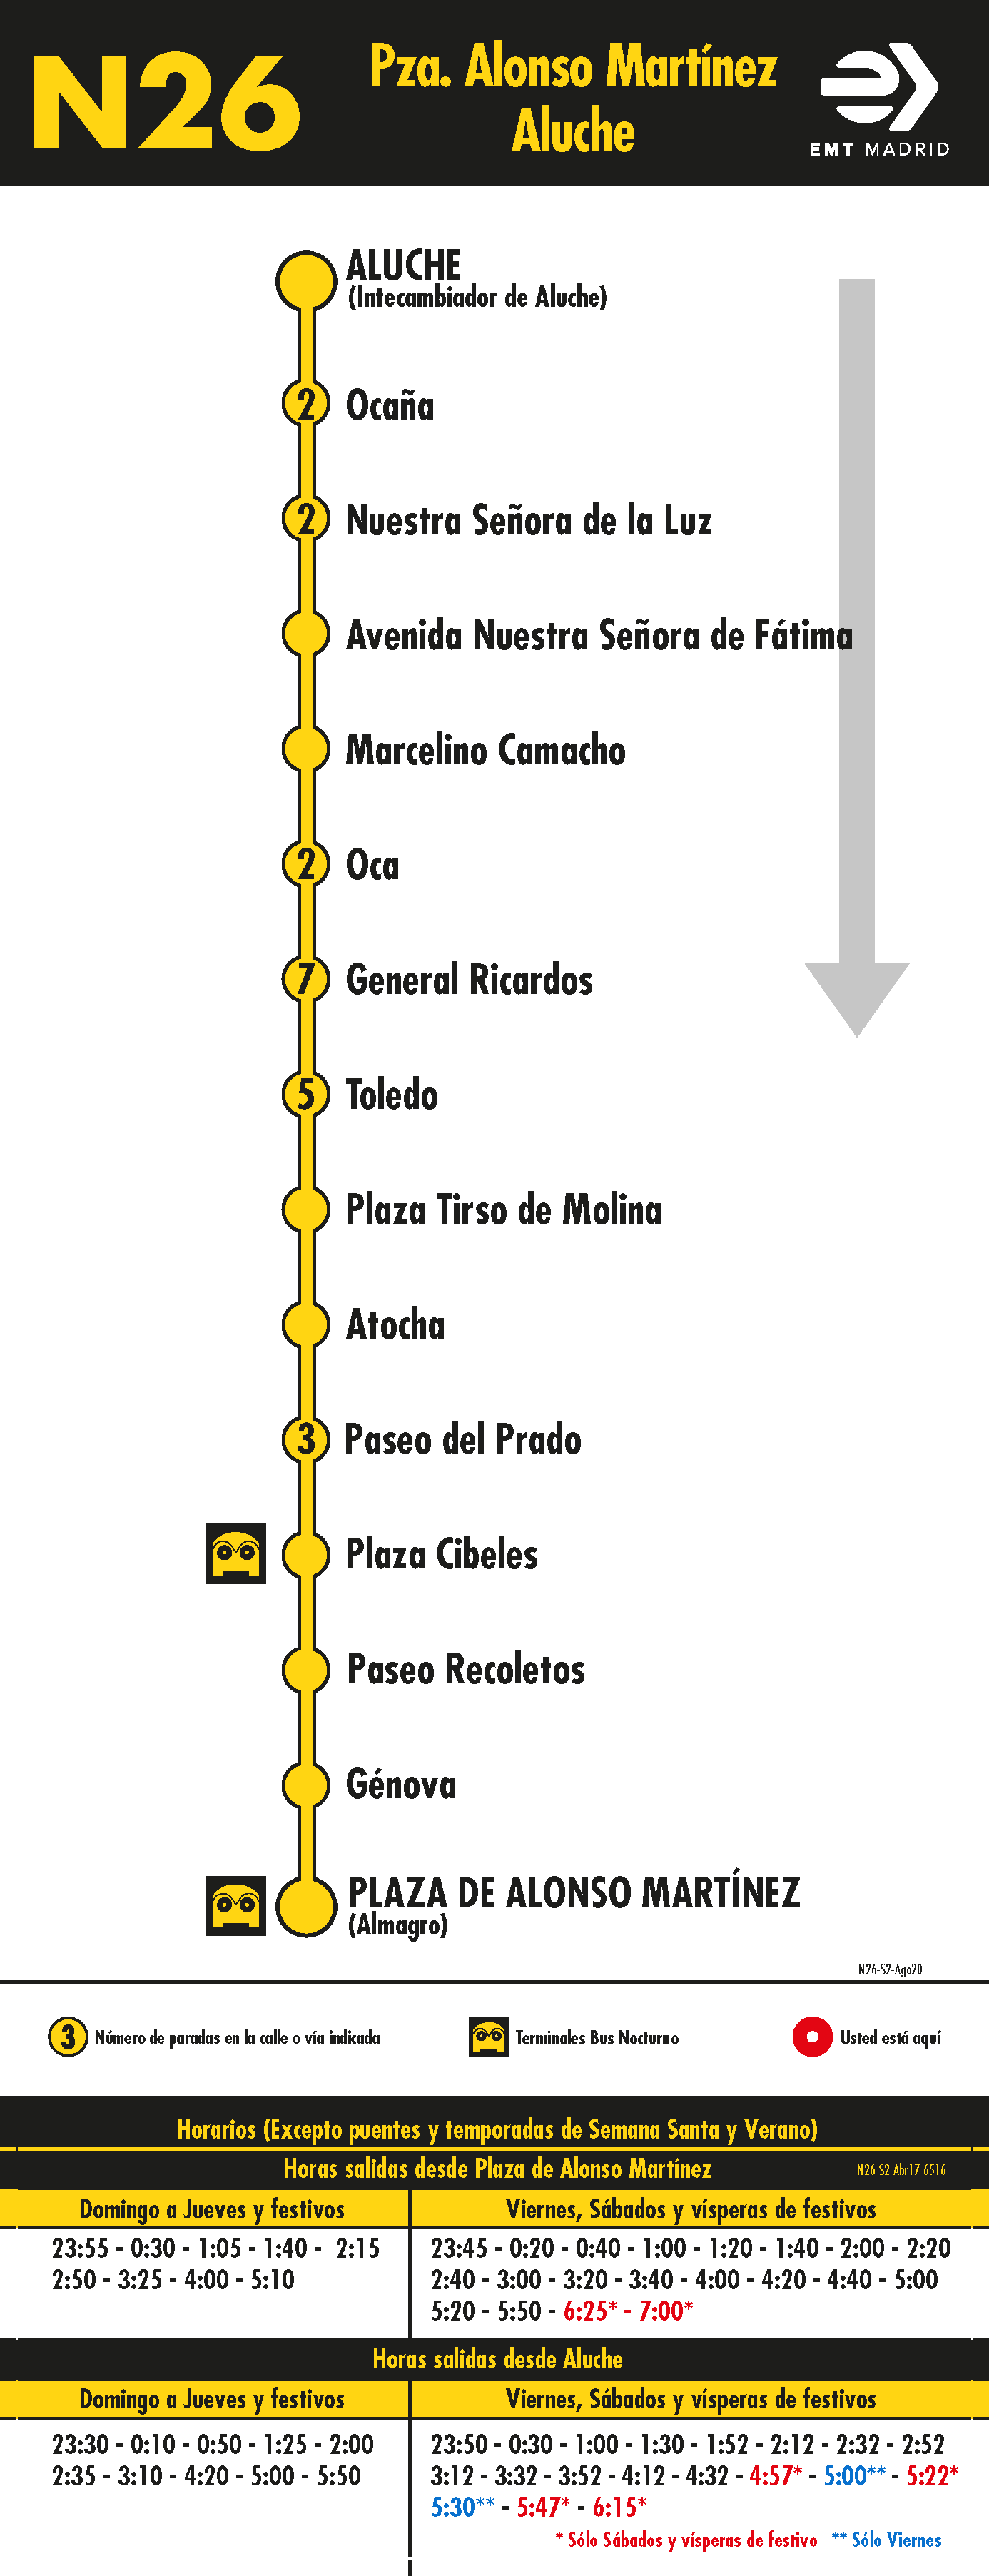 N26
Pza. Alonso Martínez
Aluche
EMT MADRID
ALUCHE
(Intecambiador de Aluche)
2 Ocaña
2 Nuestra Señora de la Luz
Avenida Nuestra Señora de Fátima
Marcelino Camacho
2 Oca
7 General Ricardos
5 Toledo
Plaza Tirso de Molina
Atocha
3 Paseo del Prado
Plaza Cibeles
Paseo Recoletos
Génova
PLAZA DE ALONSO MARTÍNEZ
(Almagro)
N26-S2-Ago20
3 Número de paradas en la calle o vía indicada
Terminales Bus Nocturno
Usted está aquí
Horarios (Excepto puentes y temporadas de Semana Santa y Verano)
Horas salidas desde Plaza de Alonso Martínez
N26-S2-Abr17-6516
Domingo a Jueves y festivos
23:55 - 0:30 - 1:05 - 1:40 - 2:15
2:50 - 3:25 - 4:00 - 5:10
Viernes, Sábados y vísperas de festivos
23:45 - 0:20 - 0:40 - 1:00 - 1:20 - 1:40 - 2:00 - 2:20
2:40 - 3:00 - 3:20 - 3:40 - 4:00 - 4:20 - 4:40 - 5:00
5:20 - 5:50 - 6:25* - 7:00*
Horas salidas desde Aluche
Domingo a Jueves y festivos
23:30 - 0:10 - 0:50 - 1:25 - 2:00
2:35 - 3:10 - 4:20 - 5:00 - 5:50
Viernes, Sábados y vísperas de festivos
23:50 - 0:30 - 1:00 - 1:30 - 1:52 - 2:12 - 2:32 - 2:52
3:12 - 3:32 - 3:52 - 4:12 - 4:32 - 4:57* - 5:00** - 5:22*
5:30** - 5:47* - 6:15*
* Sólo Sábados y vísperas de festivo ** Sólo Viernes